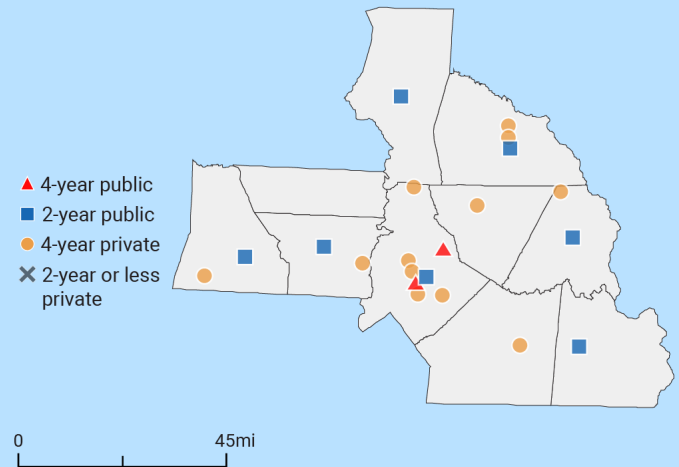 4-year public
2-year public
4-year private
2-year or less
private
0 45mi